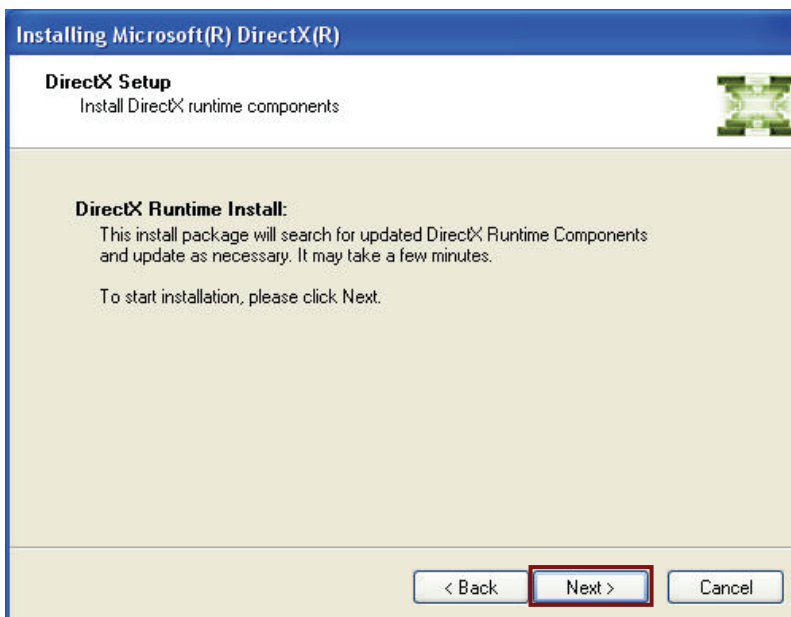 Installing Microsoft(R) DirectX(R)
DirectX Setup
Install DirectX runtime components
DirectX Runtime Install:
This install package will search for updated DirectX Runtime Components
and update as necessary. It may take a few minutes.
To start installation, please click Next.
< Back
Next >
Cancel